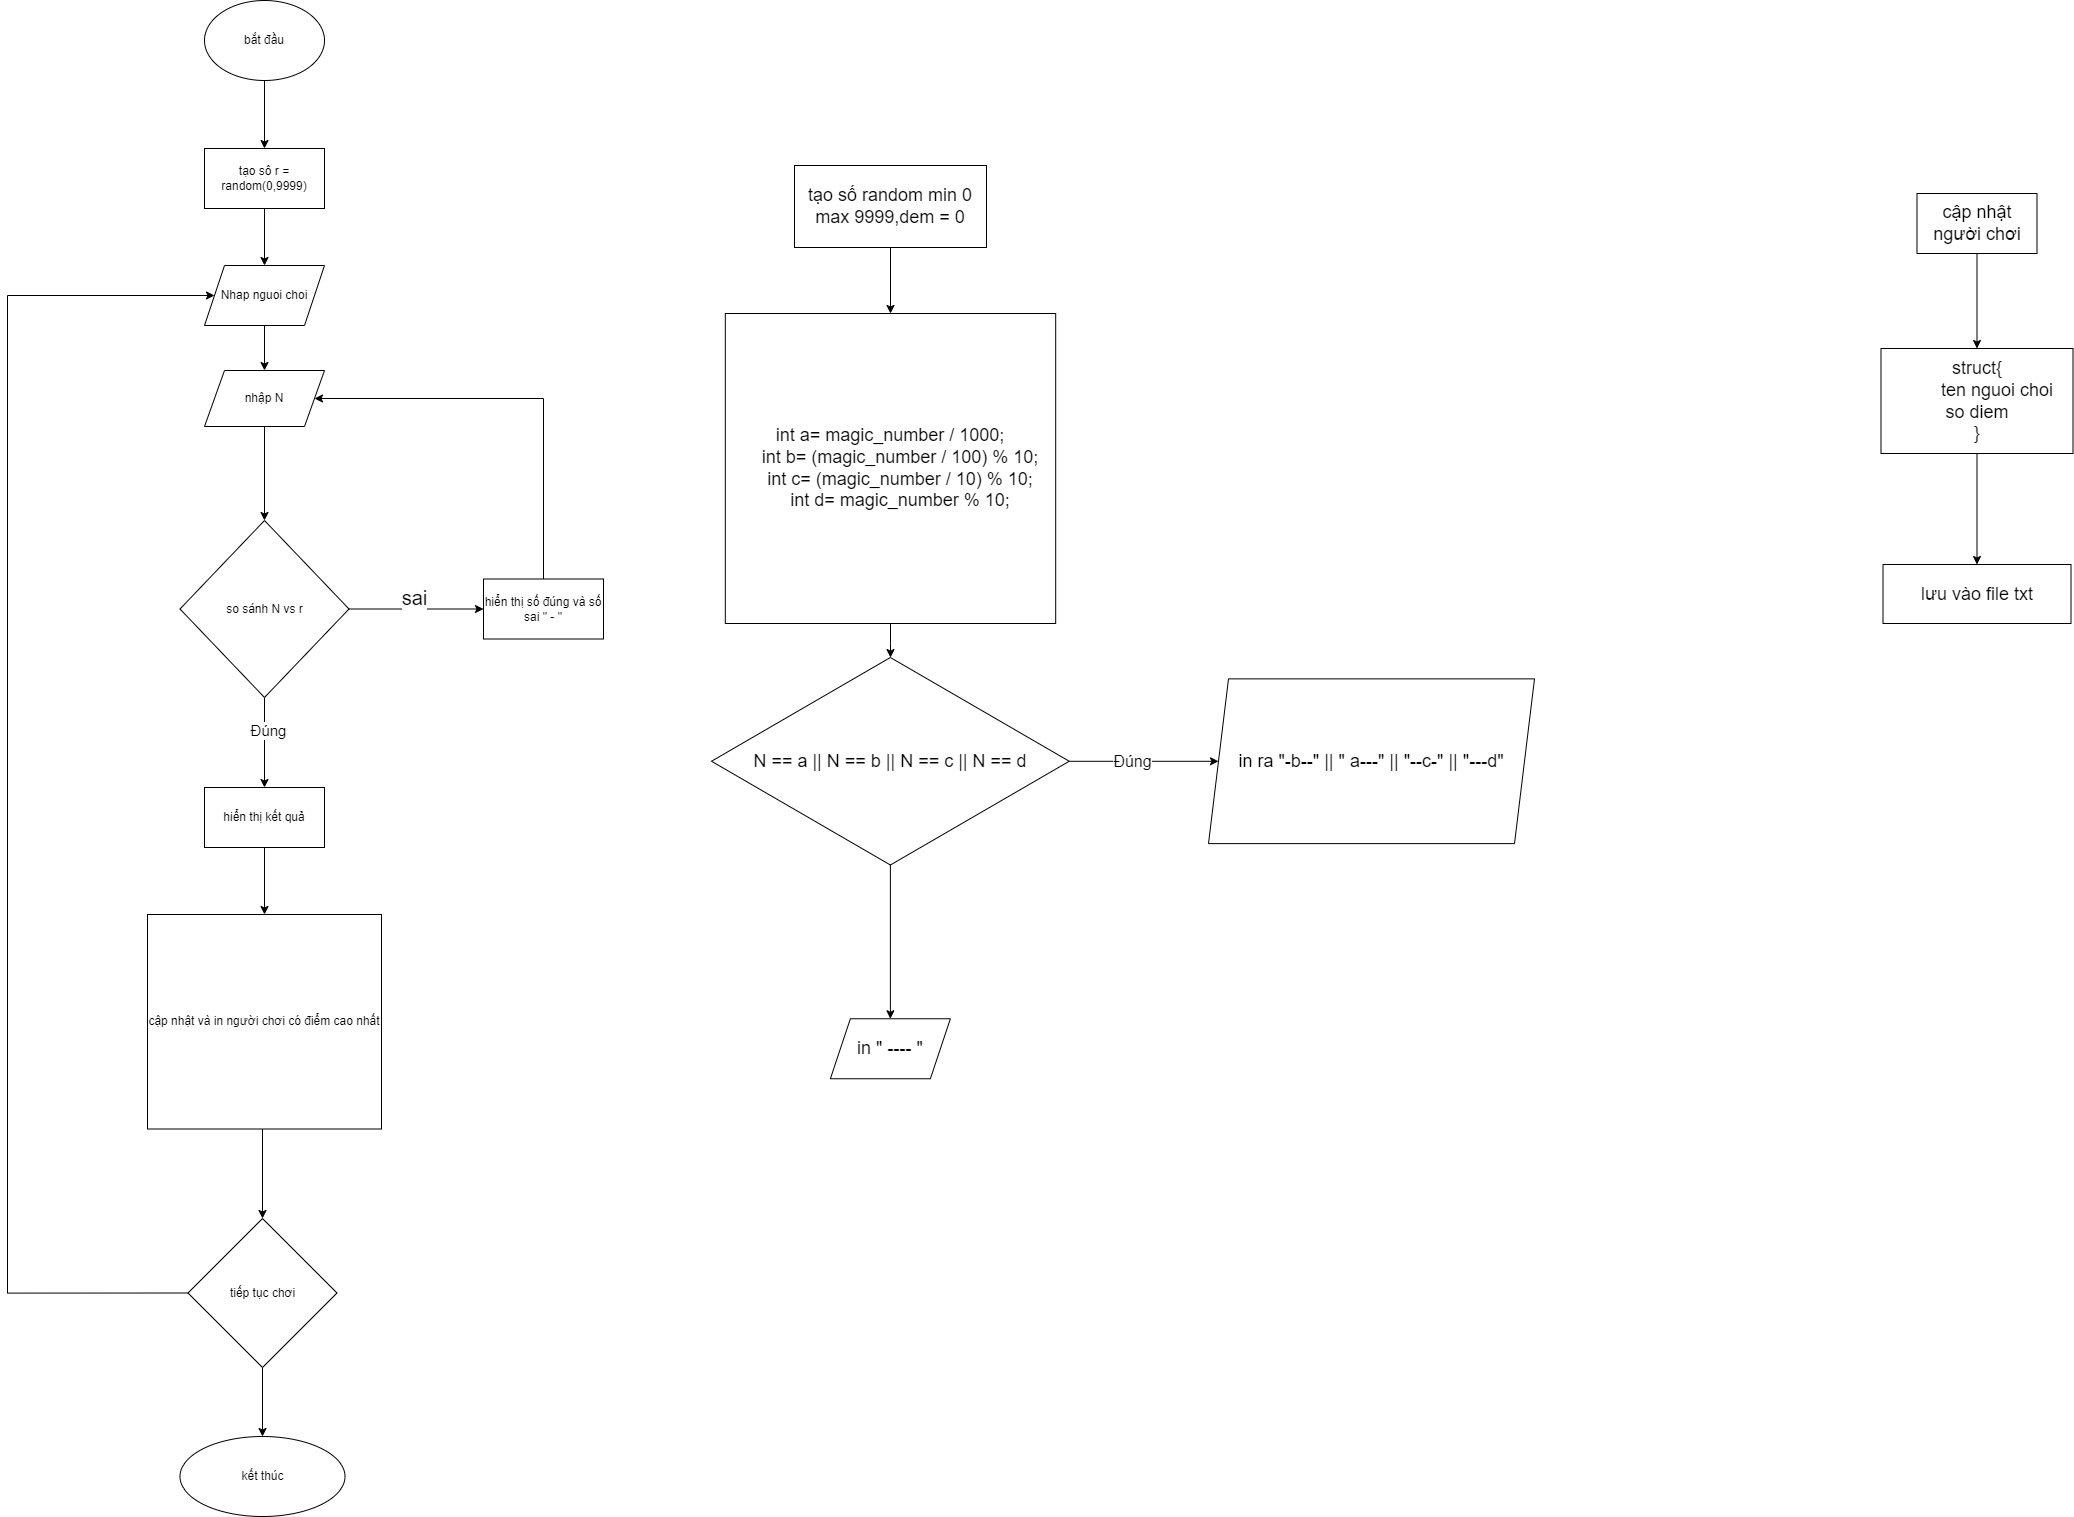 bắt đầu
tạo sô r =
random(0,9999)
Nhap nguoi choi
nhập N
so sánh N vs r
sai
hiển thị số đúng và số
sai " - "
Đúng
hiển thị kết quả
cập nhật và in người chơi có điểm cao nhất
tiếp tục chơi
kết thúc
tạo số random min 0
max 9999,dem = 0
int a= magic_number / 1000;
int b= (magic_number / 100) % 10;
int c= (magic_number / 10) % 10;
int d= magic_number % 10;
N == a || N == b || N == c || N == d
Đúng
in ra "-b--" || " a---" || "--c-" || "---d"
in " ---- "
cập nhật
người chơi
struct{
ten nguoi choi
so diem
}
lưu vào file txt